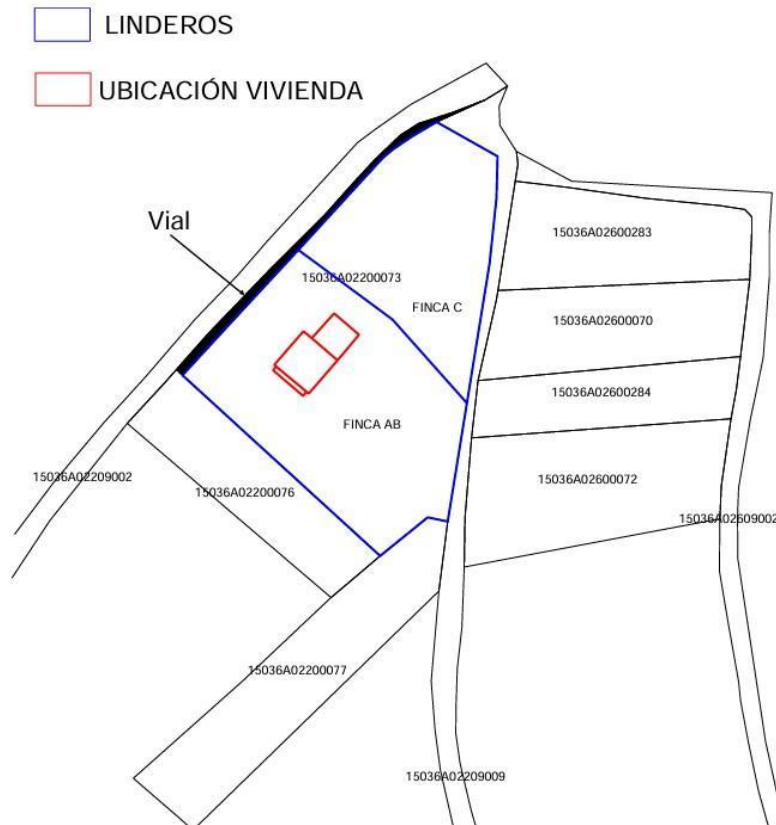 LINDEROS
UBICACIÓN VIVIENDA
Vial
15036A02600283
15036A02200073
FINCA C
15036A02600070
15036A02600284
FINCA AB
15036A02209002
15036A02200076
15036A02600072
15036A02609002
15036A02200077
15036A02209009